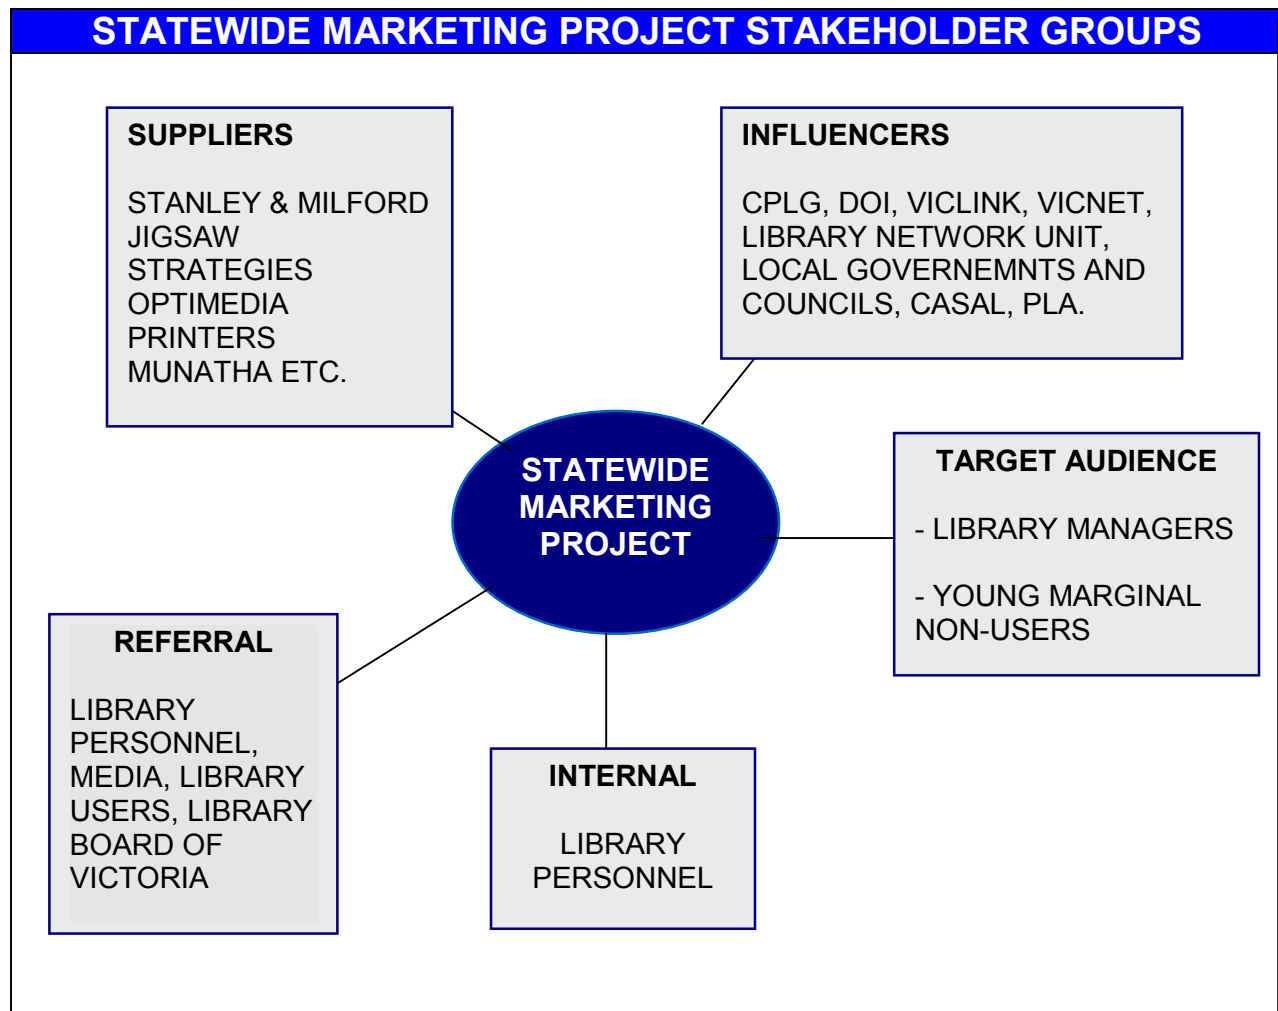 STATEWIDE MARKETING PROJECT STAKEHOLDER GROUPS
SUPPLIERS
STANLEY & MILFORD
JIGSAW
STRATEGIES
OPTIMEDIA
PRINTERS
MUNATHA ETC.
INFLUENCERS
CPLG, DOI, VICLINK, VICNET,
LIBRARY NETWORK UNIT,
LOCAL GOVERNEMNTS AND
COUNCILS, CASAL, PLA.
STATEWIDE
MARKETING
PROJECT
TARGET AUDIENCE
- LIBRARY MANAGERS
- YOUNG MARGINAL
NON-USERS
REFERRAL
LIBRARY
PERSONNEL,
MEDIA, LIBRARY
USERS, LIBRARY
BOARD OF
VICTORIA
INTERNAL
LIBRARY
PERSONNEL